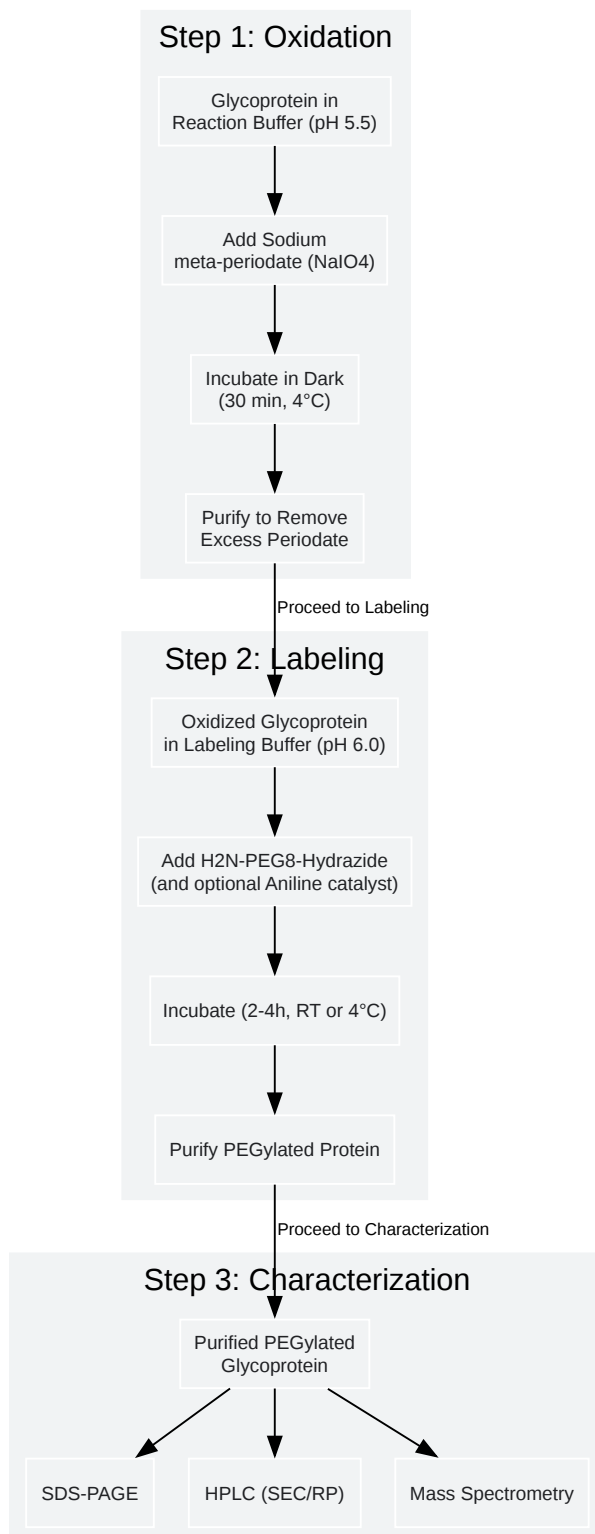 Step 1: Oxidation
Glycoprotein in
Reaction Buffer (pH 5.5)
Add Sodium
meta-periodate (NaIO4)
Incubate in Dark
(30 min, 4°C)
Purify to Remove
Excess Periodate
Proceed to Labeling
Step 2: Labeling
Oxidized Glycoprotein
in Labeling Buffer (pH 6.0)
Add H2N-PEG8-Hydrazide
(and optional Aniline catalyst)
Incubate (2-4h, RT or 4°C)
Purify PEGylated Protein
Proceed to Characterization
Step 3: Characterization
Purified PEGylated
Glycoprotein
SDS-PAGE
HPLC (SEC/RP)
Mass Spectrometry